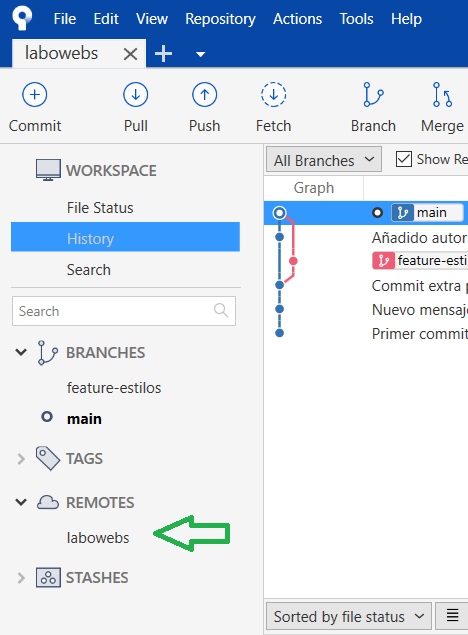 File Edit View Repository Actions Tools Help
labowebs
Commit Pull Push Fetch Branch Merge
WORKSPACE
File Status
History
Search
Search
BRANCHES
feature-estilos
main
TAGS
REMOTES
labowebs
STASHES
All Branches Show Re
Graph
main
Añadido autor
feature-estil
Commit extra p
Nuevo mensaj
Primer commit
Sorted by file status